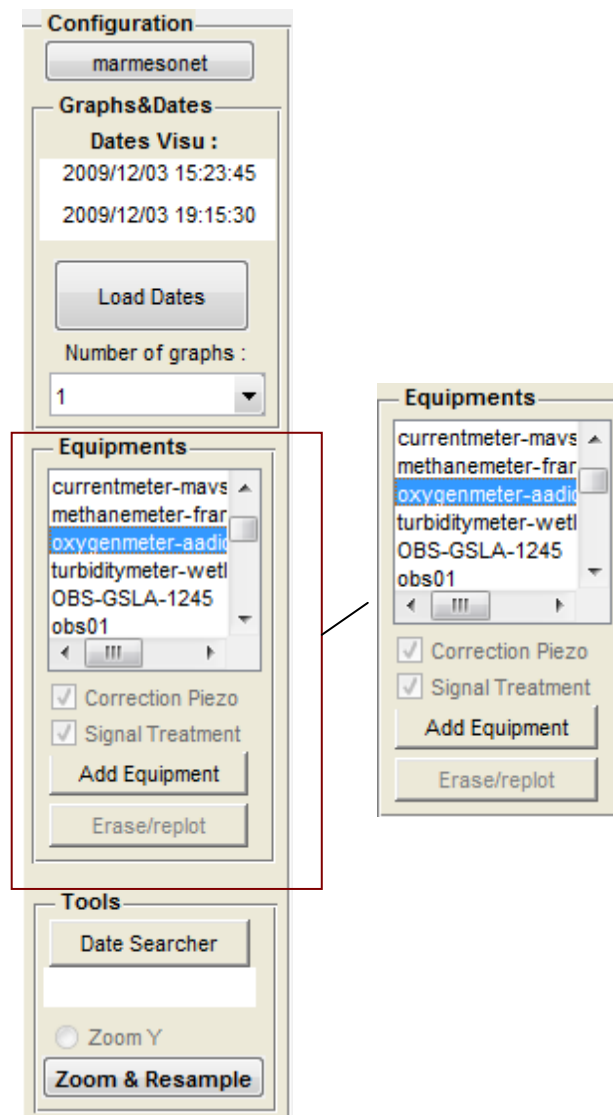 Configuration
marmesonet
Graphs&Dates
Dates Visu :
2009/12/03 15:23:45
2009/12/03 19:15:30
Load Dates
Number of graphs :
1
Equipments
currentmeter-mavs
methanemeter-fran
oxygenmeter-aadi
turbiditymeter-wetl
OBS-GSLA-1245
obs01
Correction Piezo
Signal Treatment
Add Equipment
Erase/replot
Tools
Date Searcher
Zoom Y
Zoom & Resample
Equipments
currentmeter-mavs
methanemeter-fran
oxygenmeter-aadi
turbiditymeter-wetl
OBS-GSLA-1245
obs01
Correction Piezo
Signal Treatment
Add Equipment
Erase/replot